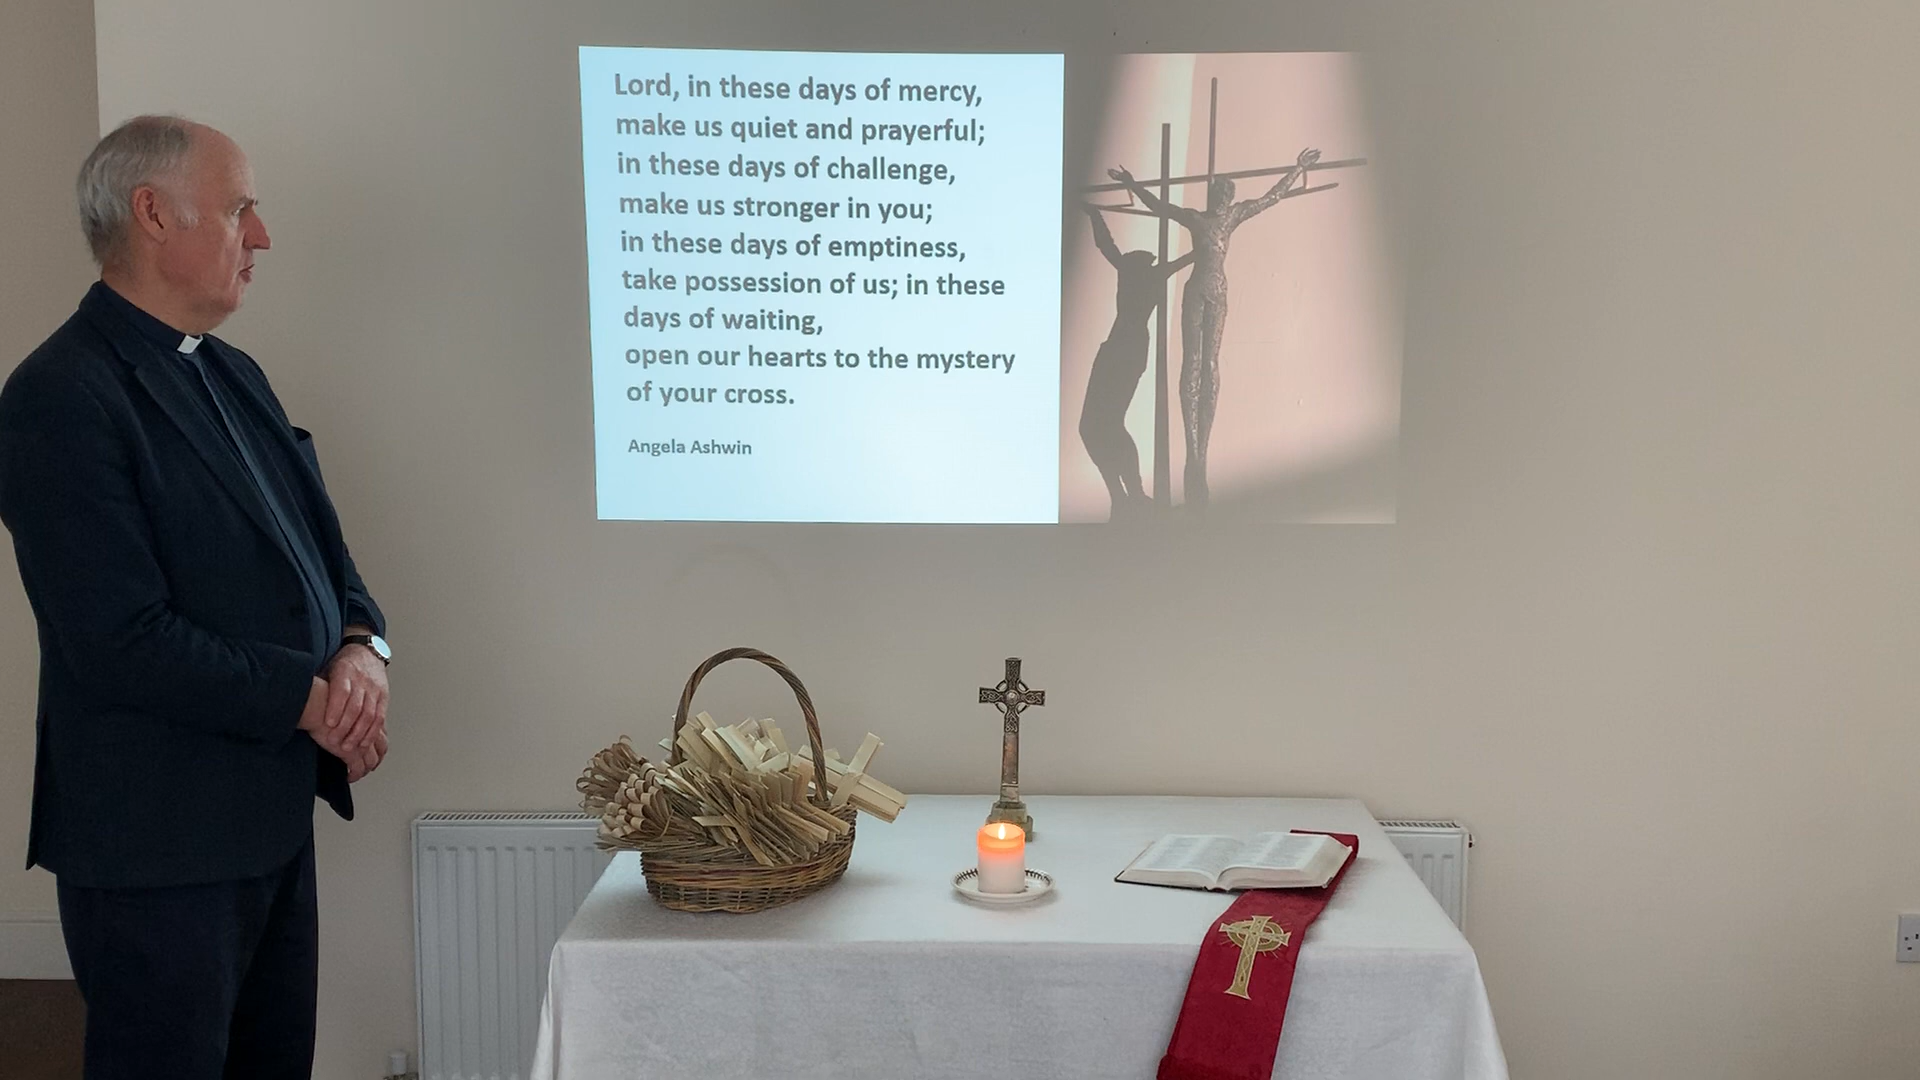 Lord, in these days of mercy,
make us quiet and prayerful;
in these days of challenge,
make us stronger in you;
in these days of emptiness,
take possession of us; in these
days of waiting,
open our hearts to the mystery
of your cross.
Angela Ashwin